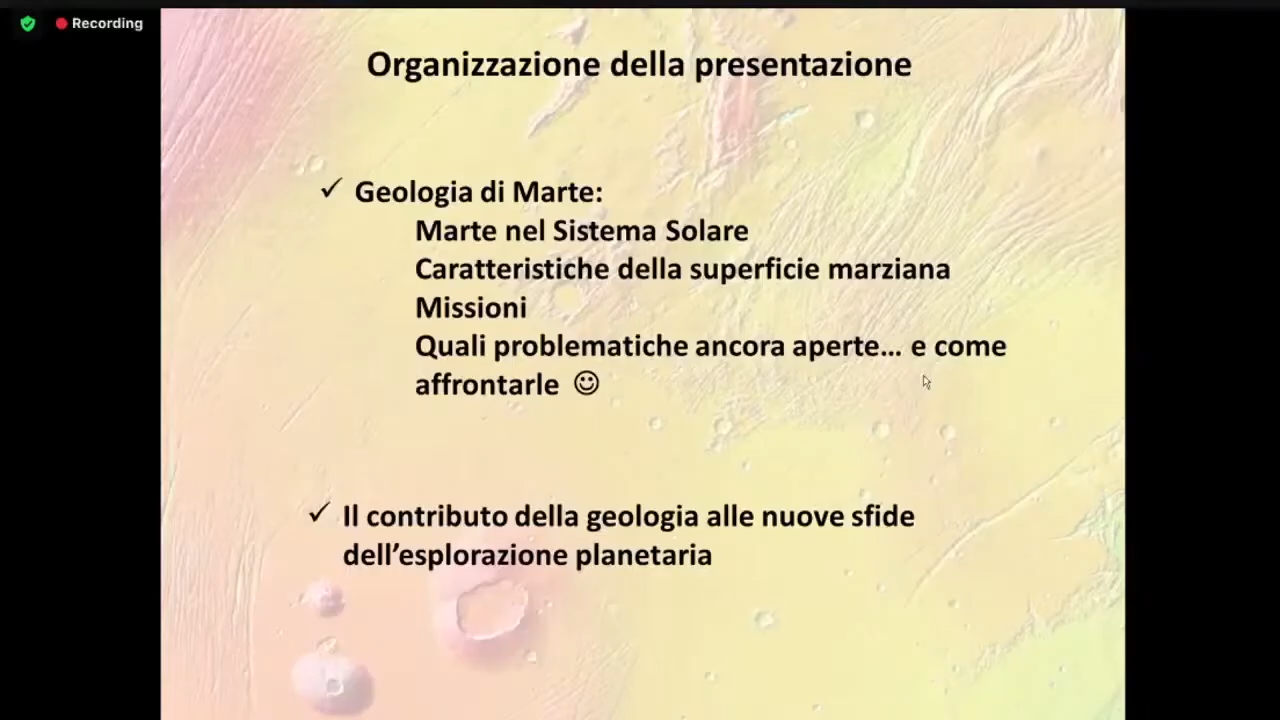 Recording
Organizzazione della presentazione
✓ Geologia di Marte:
Marte nel Sistema Solare
Caratteristiche della superficie marziana
Missioni
Quali problematiche ancora aperte... e come
affrontarle ☺
✓ Il contributo della geologia alle nuove sfide
dell’esplorazione planetaria